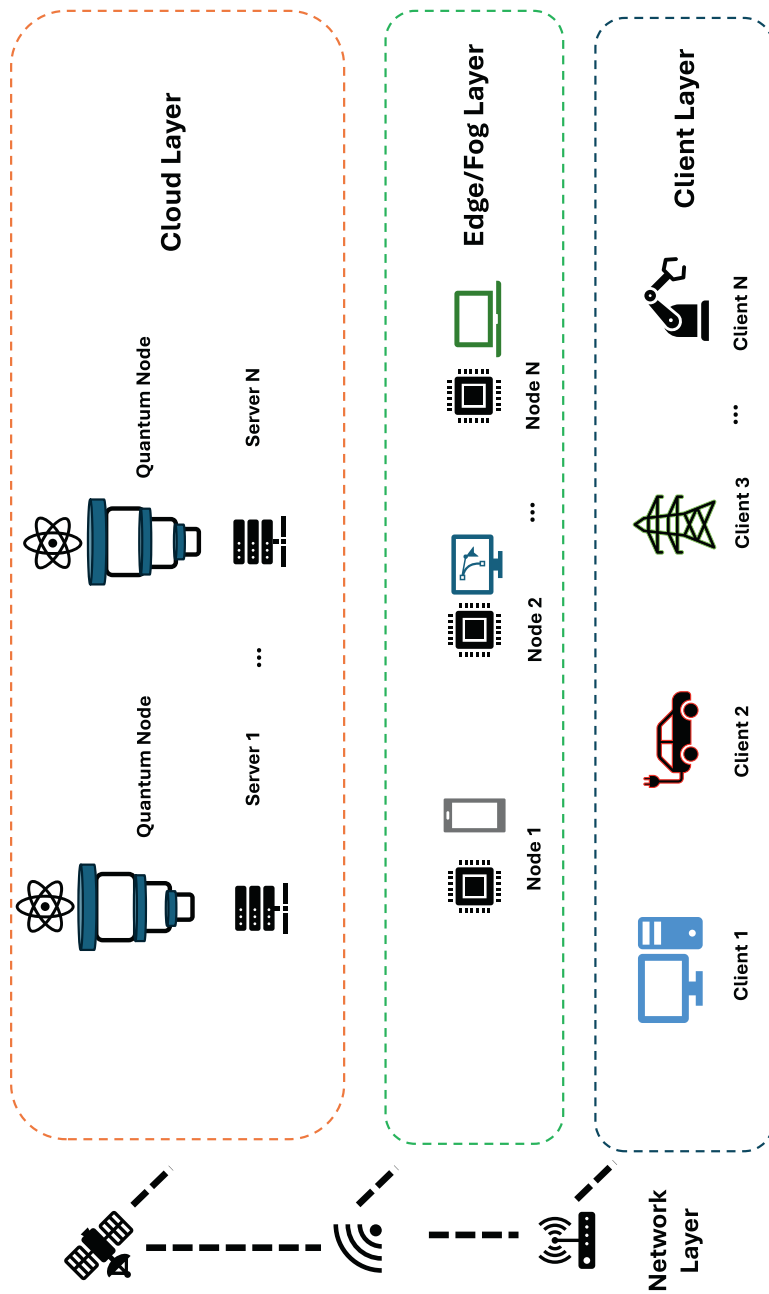 Quantum Node
Quantum Node
Cloud Layer
Server 1
...
Server N
Edge/Fog Layer
Node 1
Node 2
...
Node N
Network
Layer
Client Layer
Client 1
Client 2
Client 3
...
Client N